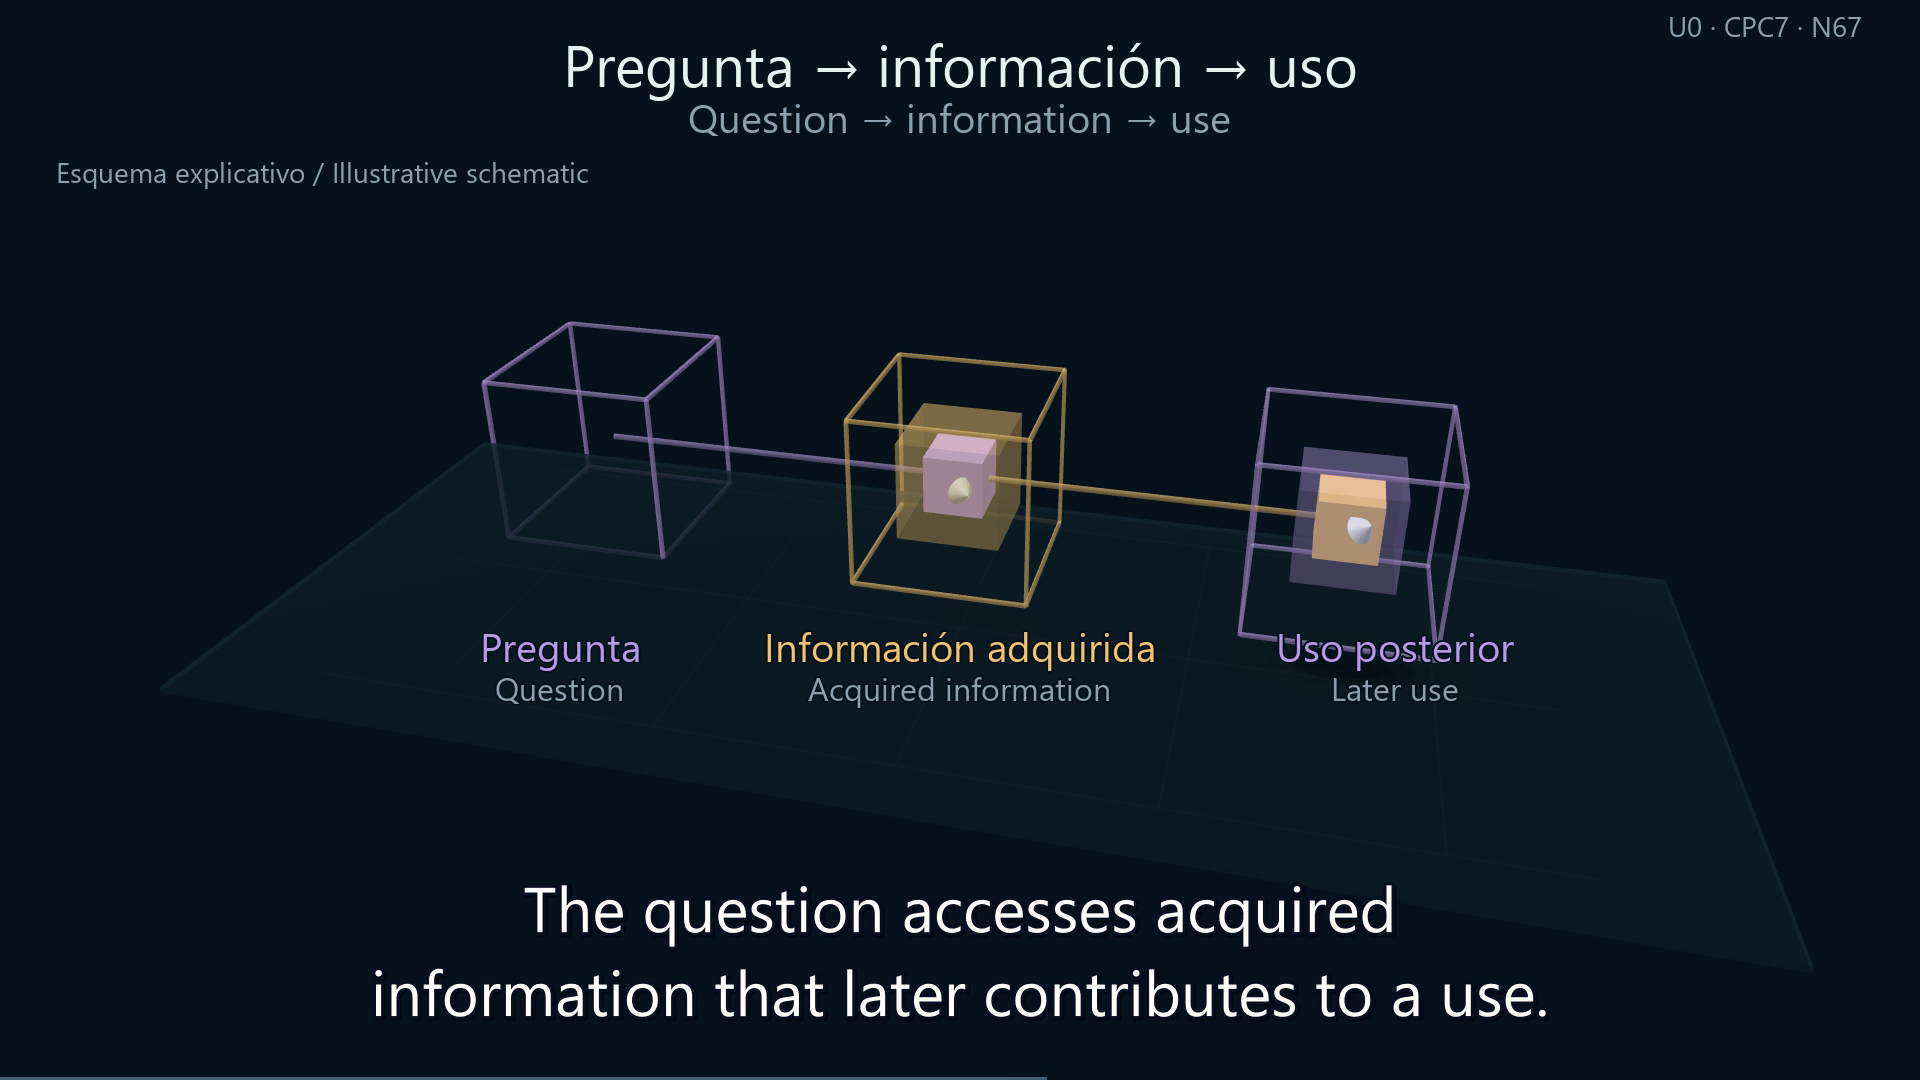 U0 · CPC7 · N67
Pregunta → información → uso
Question → information → use
Esquema explicativo / Illustrative schematic
Pregunta
Question
Información adquirida
Acquired information
Uso posterior
Later use
The question accesses acquired
information that later contributes to a use.